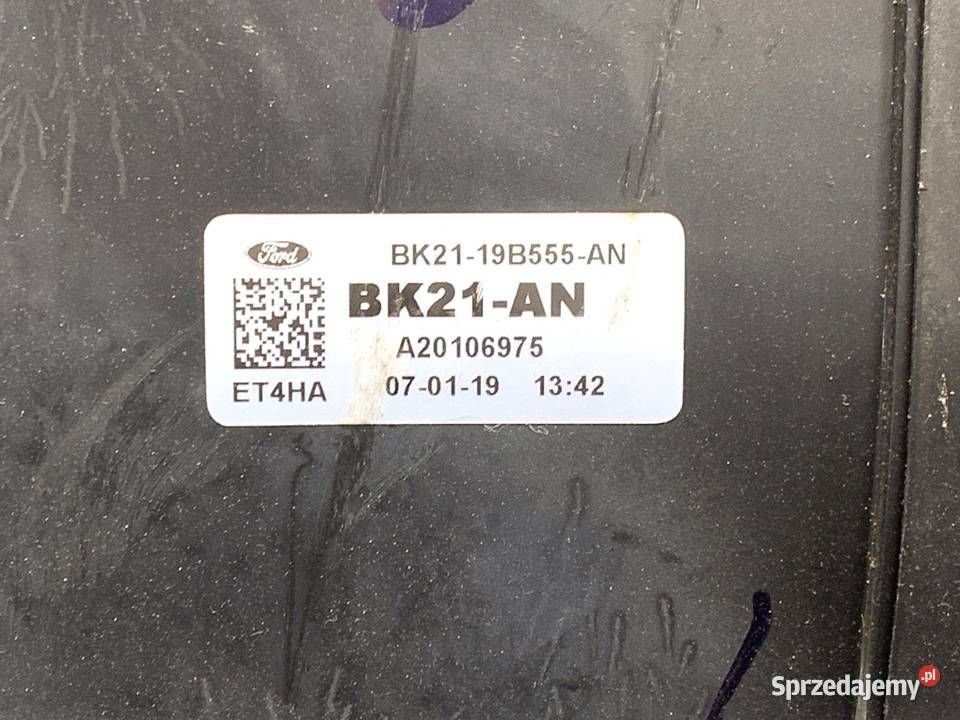 Ford
BK21-19B555-AN
BK21-AN
A20106975
ET4HA
07-01-19 13:42
Sprzedajemy.pl